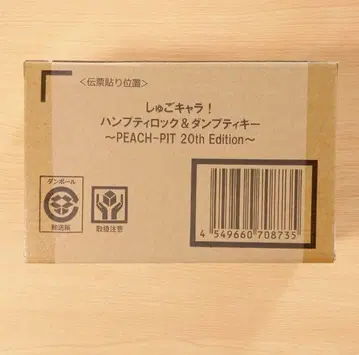 <伝票貼り位置>
しゅごキャラ！
ハンプティロック＆ダンプティキー
～PEACH-PIT 20th Edition～
ダンボール
取扱注意
4 549660 708735